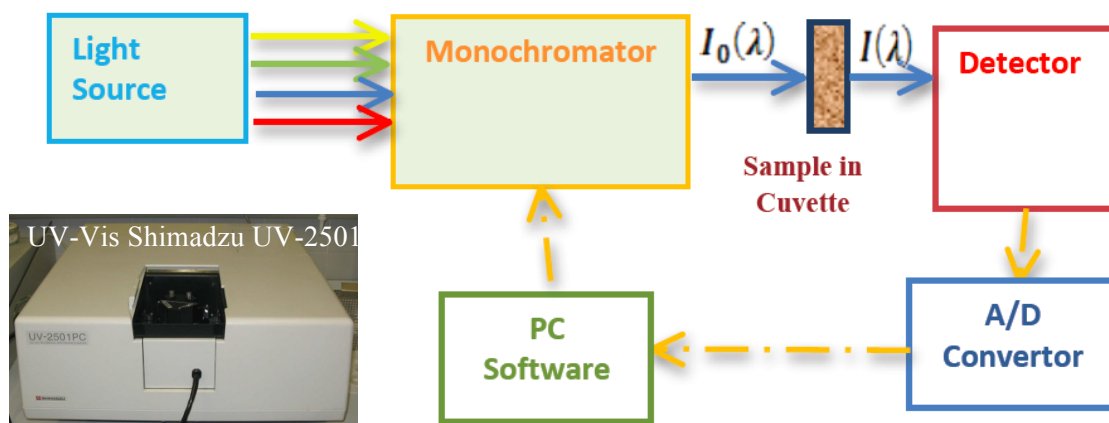 Light
Source
Monochromator
I₀(λ)
I(λ)
Detector
Sample in
Cuvette
UV-Vis Shimadzu UV-2501
UV-2501PC
PC
Software
A/D
Convertor